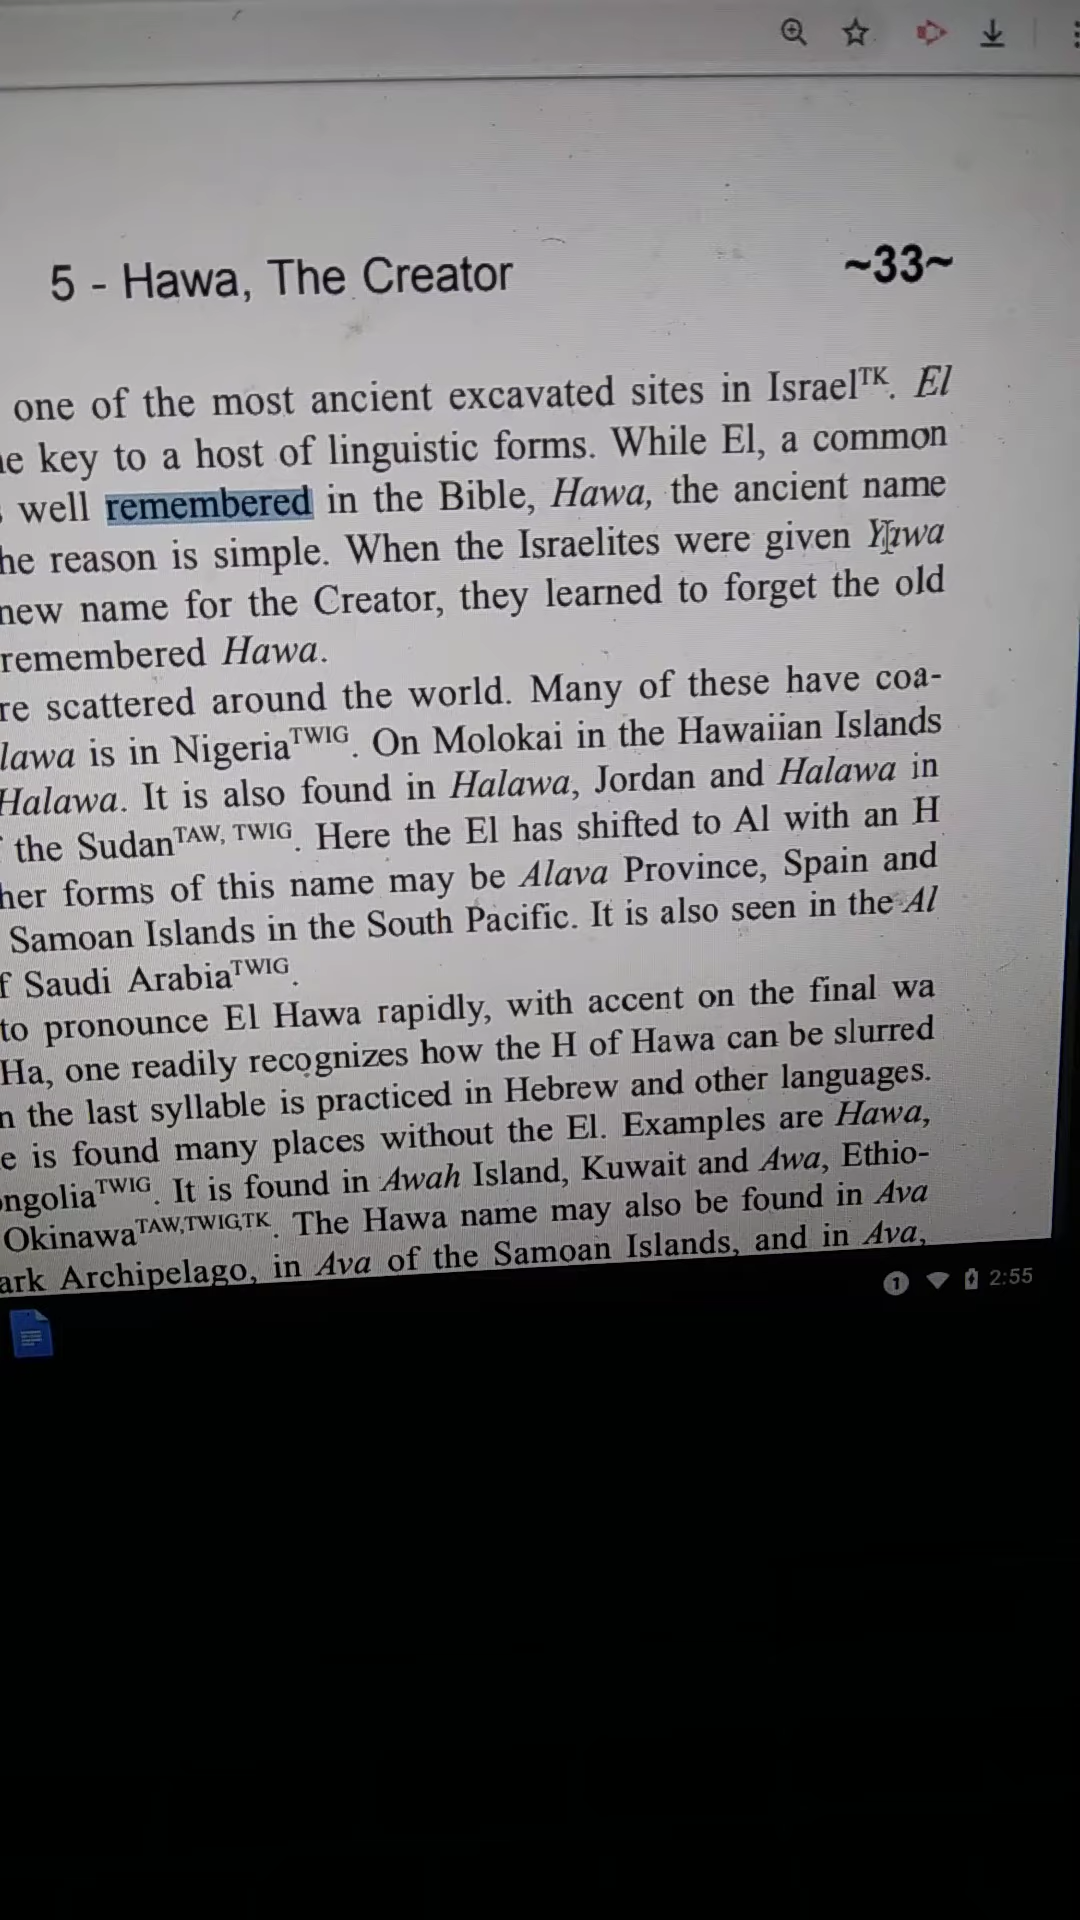 5 - Hawa, The Creator ~33~
one of the most ancient excavated sites in IsraelTK. El
key to a host of linguistic forms. While El, a common
well remembered in the Bible, Hawa, the ancient name
reason is simple. When the Israelites were given Yawa
new name for the Creator, they learned to forget the old
remembered Hawa.
scattered around the world. Many of these have coa-
is in NigeriaTWIG. On Molokai in the Hawaiian Islands
Halawa. It is also found in Halawa, Jordan and Halawa in
the SudanTAW, TWIG. Here the El has shifted to Al with an H
forms of this name may be Alava Province, Spain and
Samoan Islands in the South Pacific. It is also seen in the Al
Saudi ArabiaTWIG.
to pronounce El Hawa rapidly, with accent on the final wa
Ha, one readily recognizes how the H of Hawa can be slurred
the last syllable is practiced in Hebrew and other languages.
is found many places without the El. Examples are Hawa,
TWIG. It is found in Awah Island, Kuwait and Awa, Ethio-
OkinawaTAW,TWIG,TK. The Hawa name may also be found in Ava
Archipelago, in Ava of the Samoan Islands, and in Ava,
1 2:55